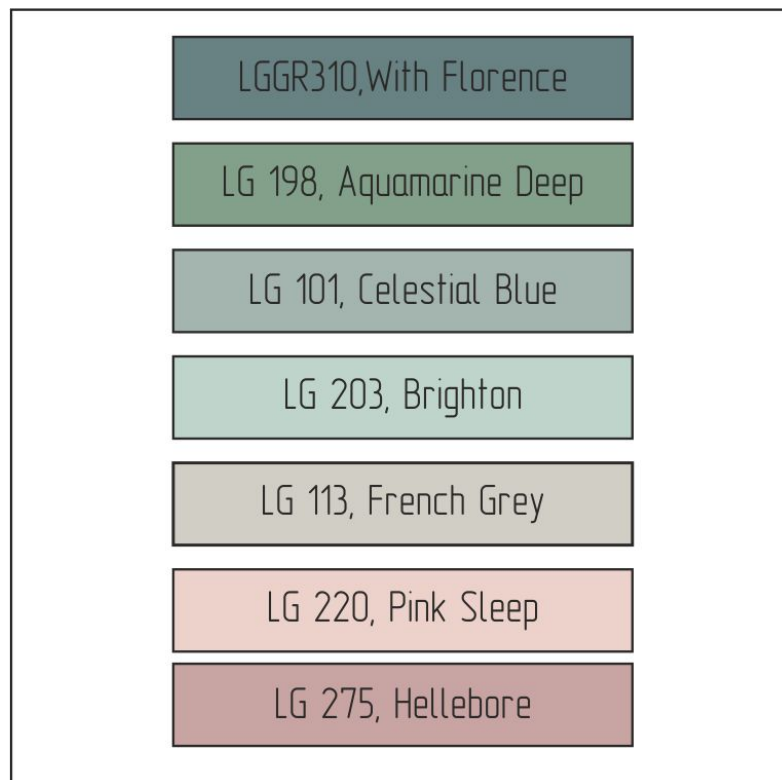 LGGR310,With Florence
LG 198, Aquamarine Deep
LG 101, Celestial Blue
LG 203, Brighton
LG 113, French Grey
LG 220, Pink Sleep
LG 275, Hellebore